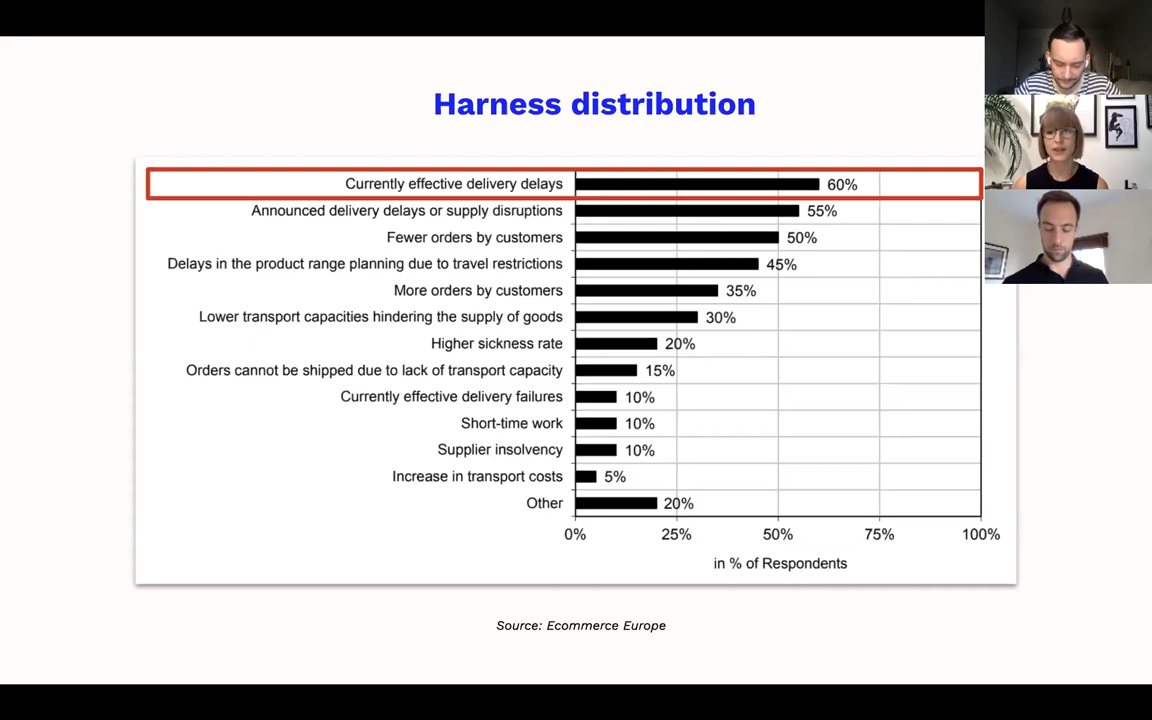 Harness distribution
Currently effective delivery delays 60%
Announced delivery delays or supply disruptions 55%
Fewer orders by customers 50%
Delays in the product range planning due to travel restrictions 45%
More orders by customers 35%
Lower transport capacities hindering the supply of goods 30%
Higher sickness rate 20%
Orders cannot be shipped due to lack of transport capacity 15%
Currently effective delivery failures 10%
Short-time work 10%
Supplier insolvency 10%
Increase in transport costs 5%
Other 20%
0% 25% 50% 75% 100%
in % of Respondents
Source: Ecommerce Europe